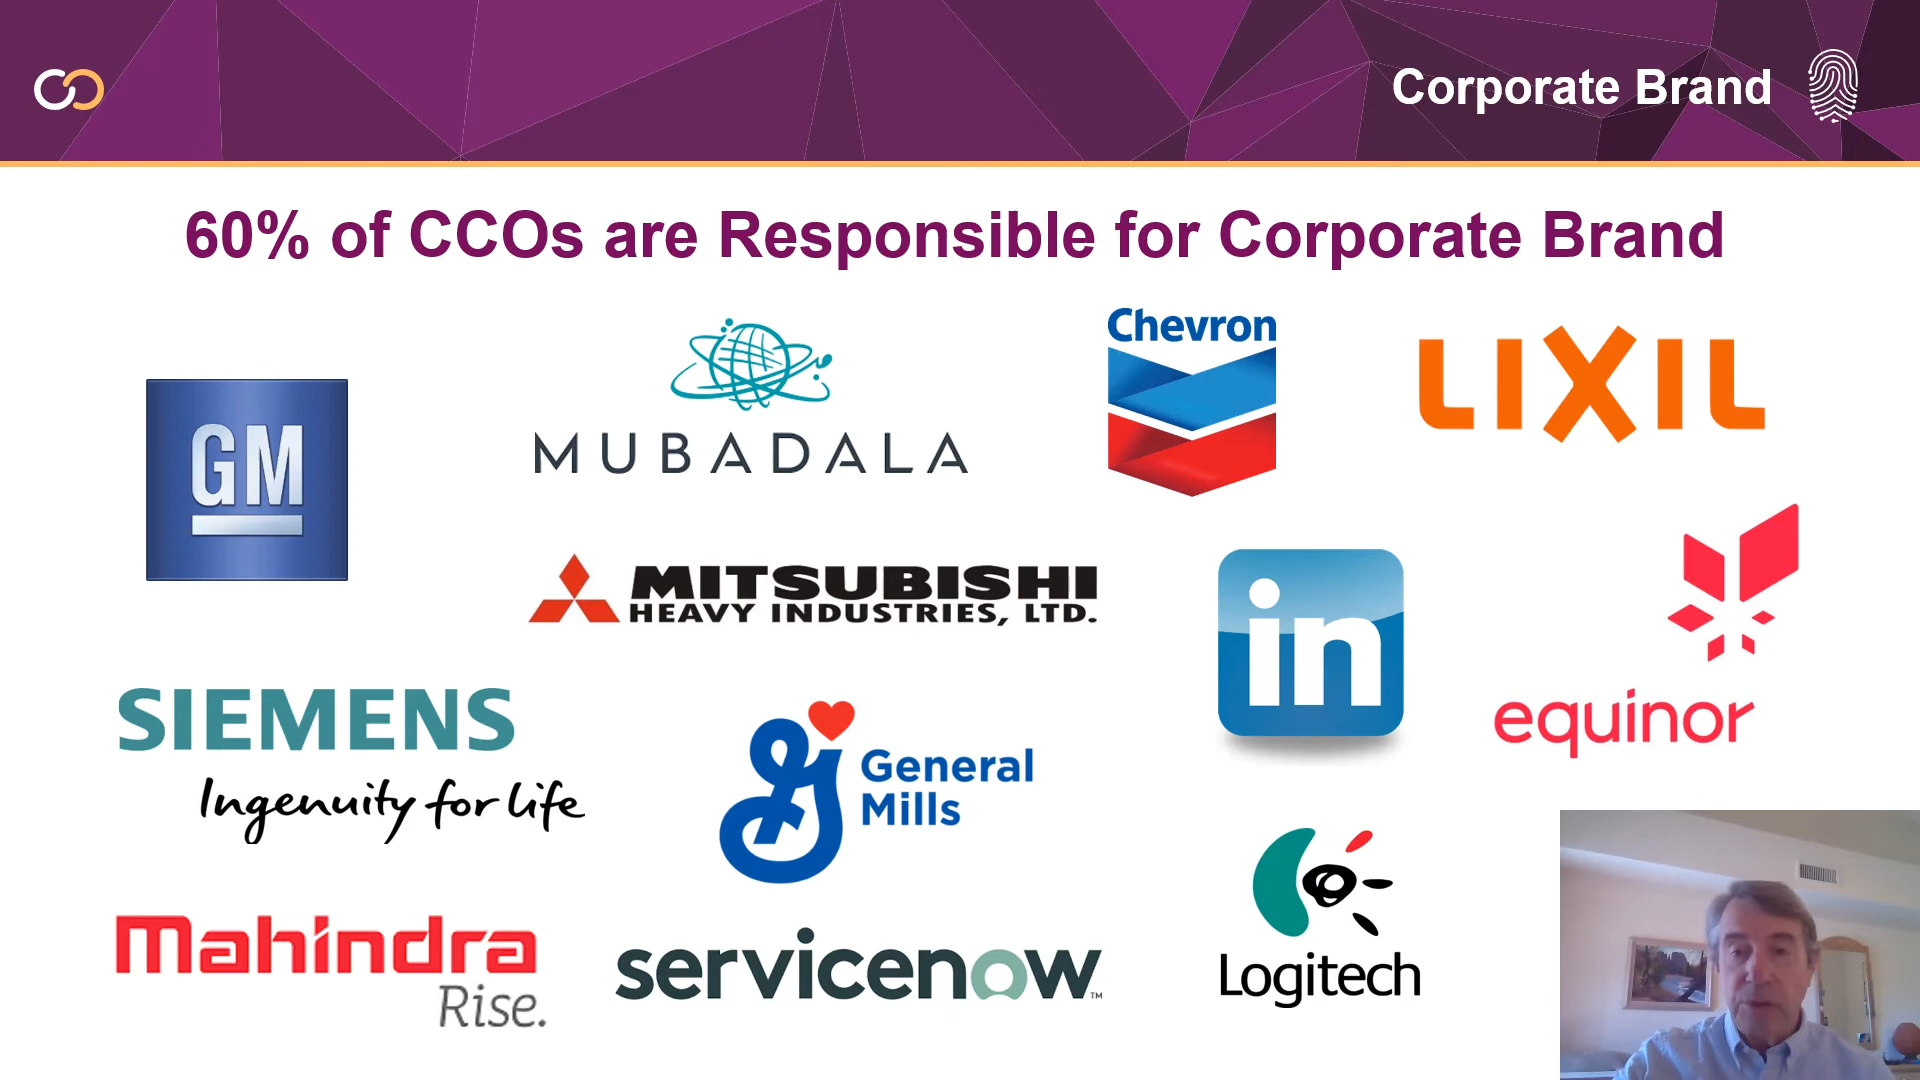 Corporate Brand
60% of CCOs are Responsible for Corporate Brand
GM
MUBADALA
Chevron
LIXIL
MITSUBISHI
HEAVY INDUSTRIES, LTD.
in
equinor
SIEMENS
Ingenuity for life
G
General
Mills
Mahindra
Rise.
servicenow™
Logitech